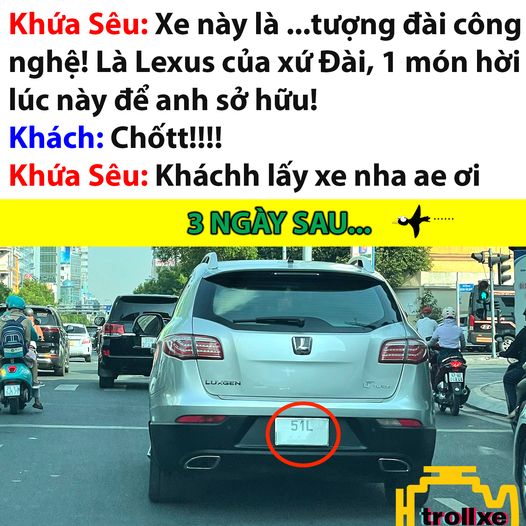 Khứa Sêu: Xe này là ...tượng đài công
nghệ! Là Lexus của xứ Đài, 1 món hời
lúc này để anh sở hữu!
Khách: Chốtt!!!!
Khứa Sêu: Kháchh lấy xe nha ae ơi
3 NGÀY SAU...
LUXGEN
51L
trollxe